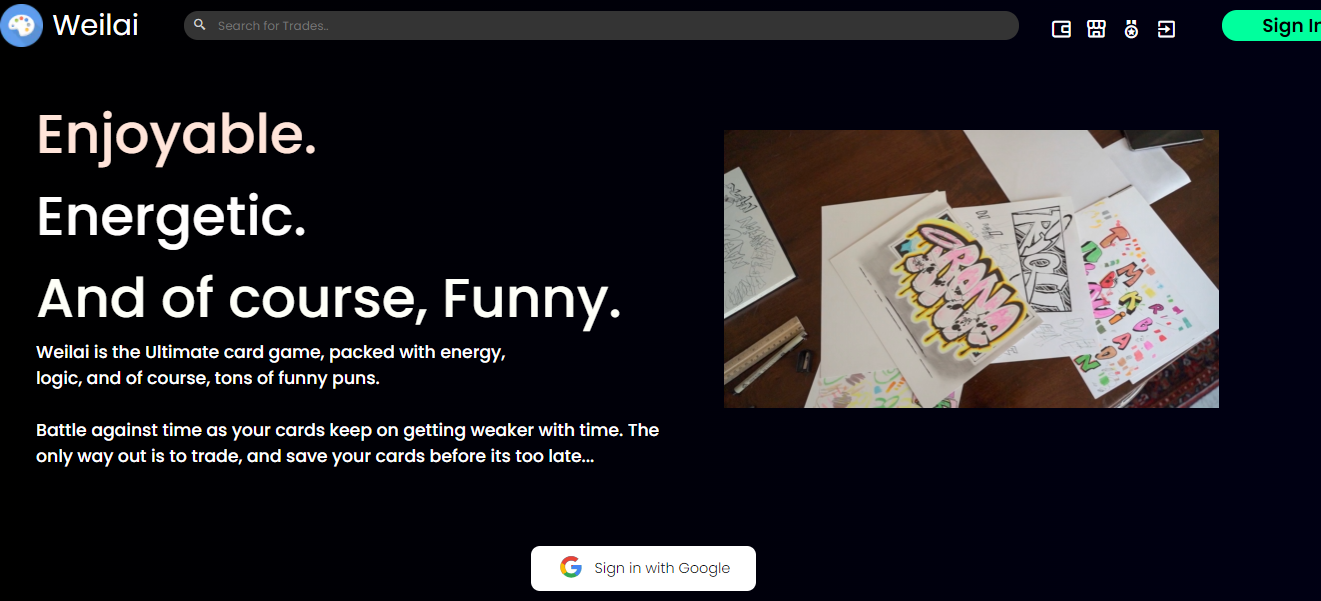 Weilai
Search for Trades..
Sign In
Enjoyable.
Energetic.
And of course, Funny.
Weilai is the Ultimate card game, packed with energy,
logic, and of course, tons of funny puns.
Battle against time as your cards keep on getting weaker with time. The
only way out is to trade, and save your cards before its too late...
Sign in with Google